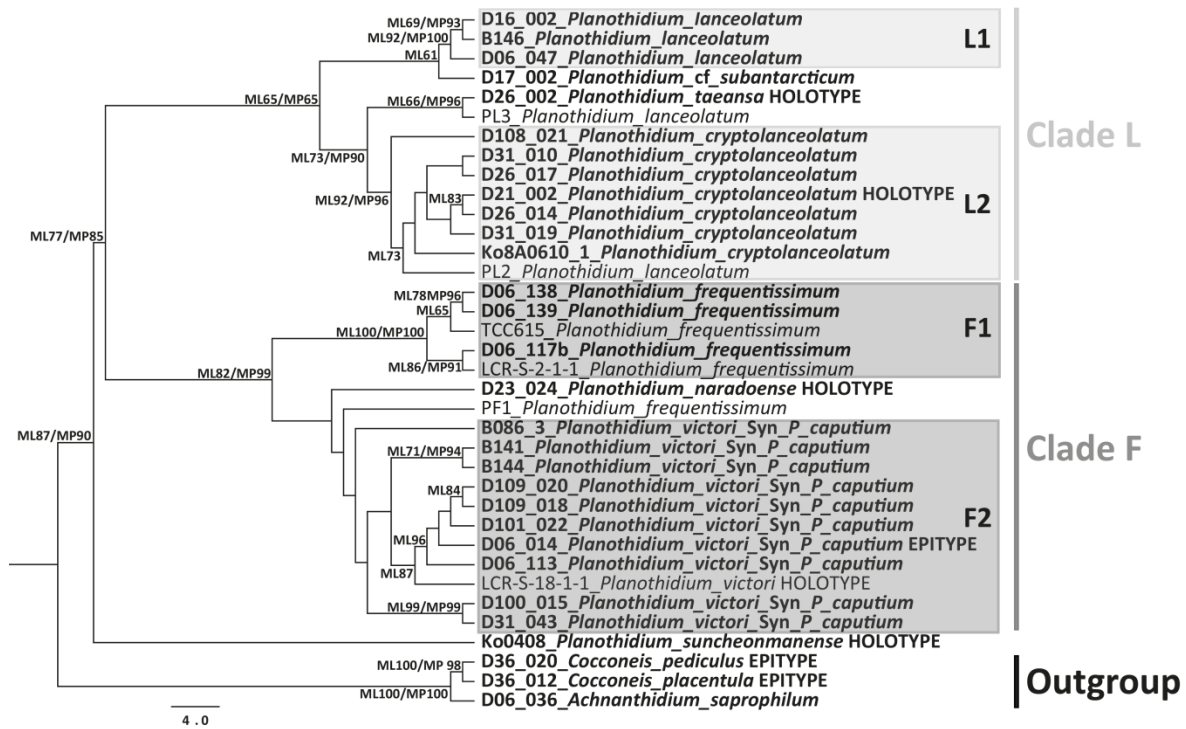 ML69/MP93 D16_002_Planothidium_lanceolatum
ML92/MP100 B146_Planothidium_lanceolatum L1
ML61 D06_047_Planothidium_lanceolatum
D17_002_Planothidium_cf_subantarcticum
ML65/MP65 ML66/MP96 D26_002_Planothidium_taeansa HOLOTYPE
PL3_Planothidium_lanceolatum
Clade L
D108_021_Planothidium_cryptolanceolatum
ML73/MP90 D31_010_Planothidium_cryptolanceolatum
D26_017_Planothidium_cryptolanceolatum
ML92/MP96 ML83 D21_002_Planothidium_cryptolanceolatum HOLOTYPE L2
D26_014_Planothidium_cryptolanceolatum
ML77/MP85 D31_019_Planothidium_cryptolanceolatum
ML73 Ko8A0610_1_Planothidium_cryptolanceolatum
PL2_Planothidium_lanceolatum
ML78MP96 D06_138_Planothidium_frequentissimum
ML65 D06_139_Planothidium_frequentissimum
ML100/MP100 TCC615_Planothidium_frequentissimum F1
D06_117b_Planothidium_frequentissimum
ML82/MP99 ML86/MP91 LCR-S-2-1-1_Planothidium_frequentissimum
D23_024_Planothidium_naradoense HOLOTYPE
PF1_Planothidium_frequentissimum
ML87/MP90 B086_3_Planothidium_victori_Syn_P_caputium
ML71/MP94 B141_Planothidium_victori_Syn_P_caputium Clade F
B144_Planothidium_victori_Syn_P_caputium
ML84 D109_020_Planothidium_victori_Syn_P_caputium
D109_018_Planothidium_victori_Syn_P_caputium
D101_022_Planothidium_victori_Syn_P_caputium F2
ML96 D06_014_Planothidium_victori_Syn_P_caputium EPITYPE
D06_113_Planothidium_victori_Syn_P_caputium
ML87 LCR-S-18-1-1_Planothidium_victori HOLOTYPE
ML99/MP99 D100_015_Planothidium_victori_Syn_P_caputium
D31_043_Planothidium_victori_Syn_P_caputium
Ko0408_Planothidium_suncheonmanense HOLOTYPE
ML100/MP 98 D36_020_Cocconeis_pediculus EPITYPE
D36_012_Cocconeis_placentula EPITYPE Outgroup
ML100/MP100 D06_036_Achnanthidium_saprophilum
4.0